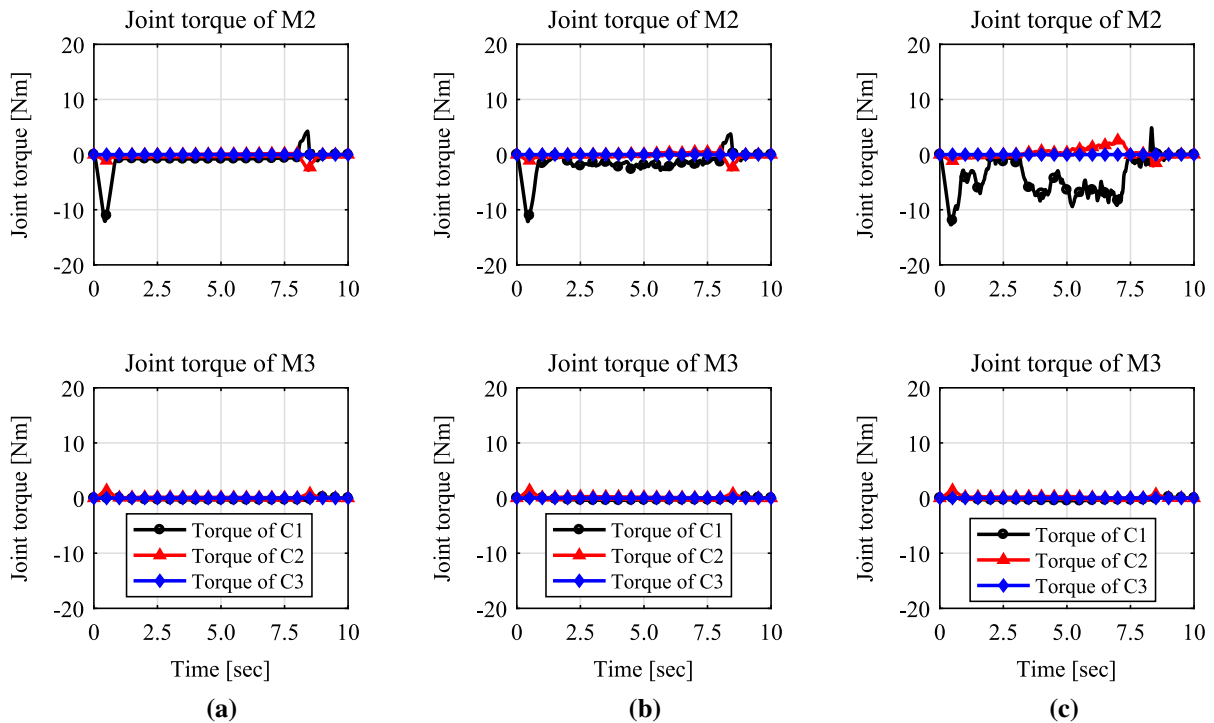 Joint torque of M2
Joint torque [Nm]
20
10
0
-10
-20
0 2.5 5.0 7.5 10
Joint torque of M2
Joint torque [Nm]
20
10
0
-10
-20
0 2.5 5.0 7.5 10
Joint torque of M2
Joint torque [Nm]
20
10
0
-10
-20
0 2.5 5.0 7.5 10
Joint torque of M3
Joint torque [Nm]
20
10
0
-10
-20
Torque of C1
Torque of C2
Torque of C3
0 2.5 5.0 7.5 10
Time [sec]
(a)
Joint torque of M3
Joint torque [Nm]
20
10
0
-10
-20
Torque of C1
Torque of C2
Torque of C3
0 2.5 5.0 7.5 10
Time [sec]
(b)
Joint torque of M3
Joint torque [Nm]
20
10
0
-10
-20
Torque of C1
Torque of C2
Torque of C3
0 2.5 5.0 7.5 10
Time [sec]
(c)